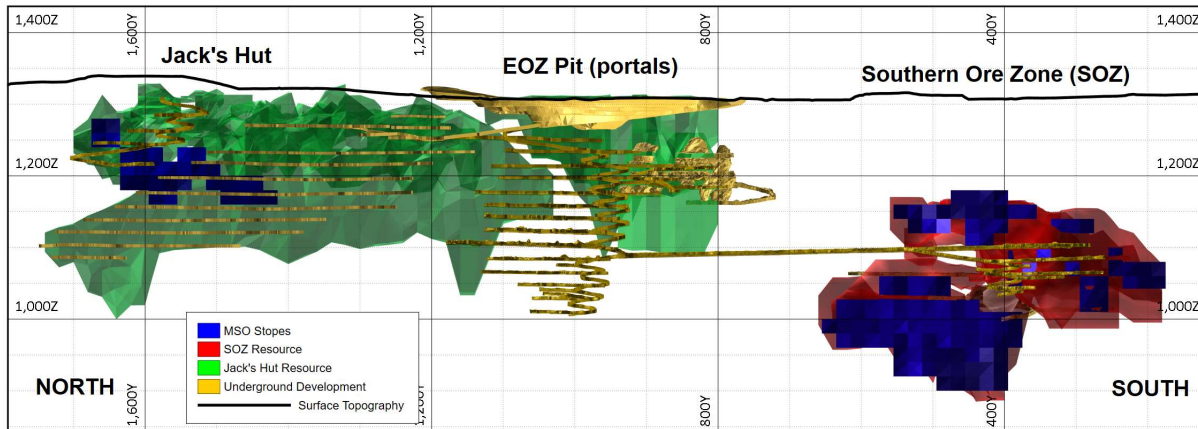 1,400Z
1,600Y
1,200Y
800Y
400Y
1,400Z
Jack's Hut
EOZ Pit (portals)
Southern Ore Zone (SOZ)
1,200Z
1,200Z
1,000Z
1,000Z
MSO Stopes
SOZ Resource
Jack's Hut Resource
Underground Development
Surface Topography
NORTH
SOUTH
1,600Y
1,200Y
800Y
400Y